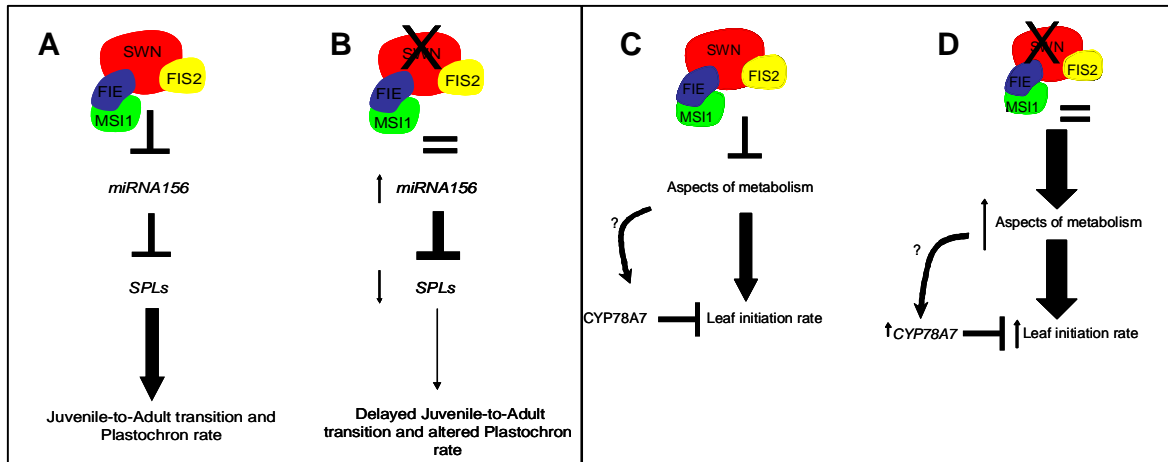 A
SWN
FIS2
FIE
MSI1
miRNA156
SPLs
Juvenile-to-Adult transition and
Plastochron rate
B
SWN
FIS2
FIE
MSI1
miRNA156
SPLs
Delayed Juvenile-to-Adult
transition and altered Plastochron
rate
C
SWN
FIS2
FIE
MSI1
Aspects of metabolism
?
CYP78A7
Leaf initiation rate
D
SWN
FIS2
FIE
MSI1
Aspects of metabolism
?
CYP78A7
Leaf initiation rate